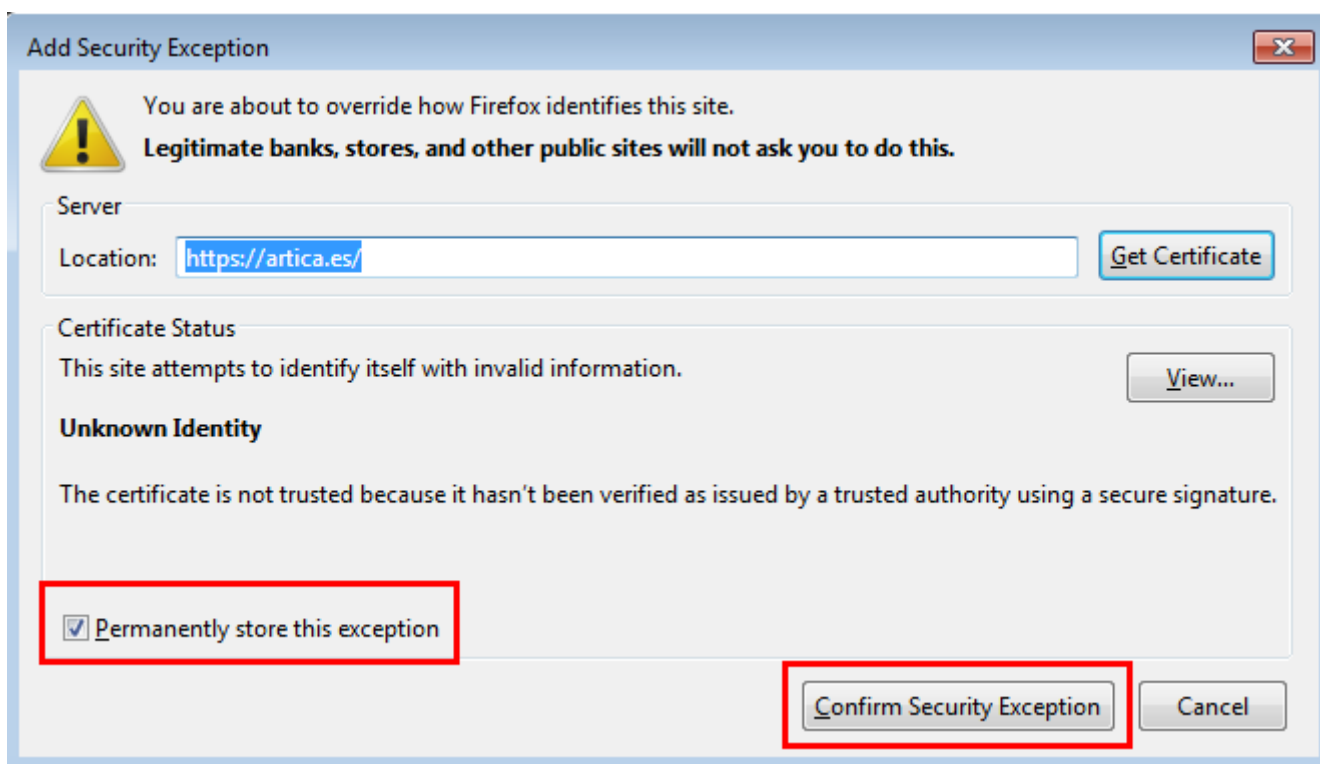 Add Security Exception
You are about to override how Firefox identifies this site.
Legitimate banks, stores, and other public sites will not ask you to do this.
Server
Location: https://artica.es/ Get Certificate
Certificate Status
This site attempts to identify itself with invalid information.
View...
Unknown Identity
The certificate is not trusted because it hasn't been verified as issued by a trusted authority using a secure signature.
Permanently store this exception
Confirm Security Exception Cancel